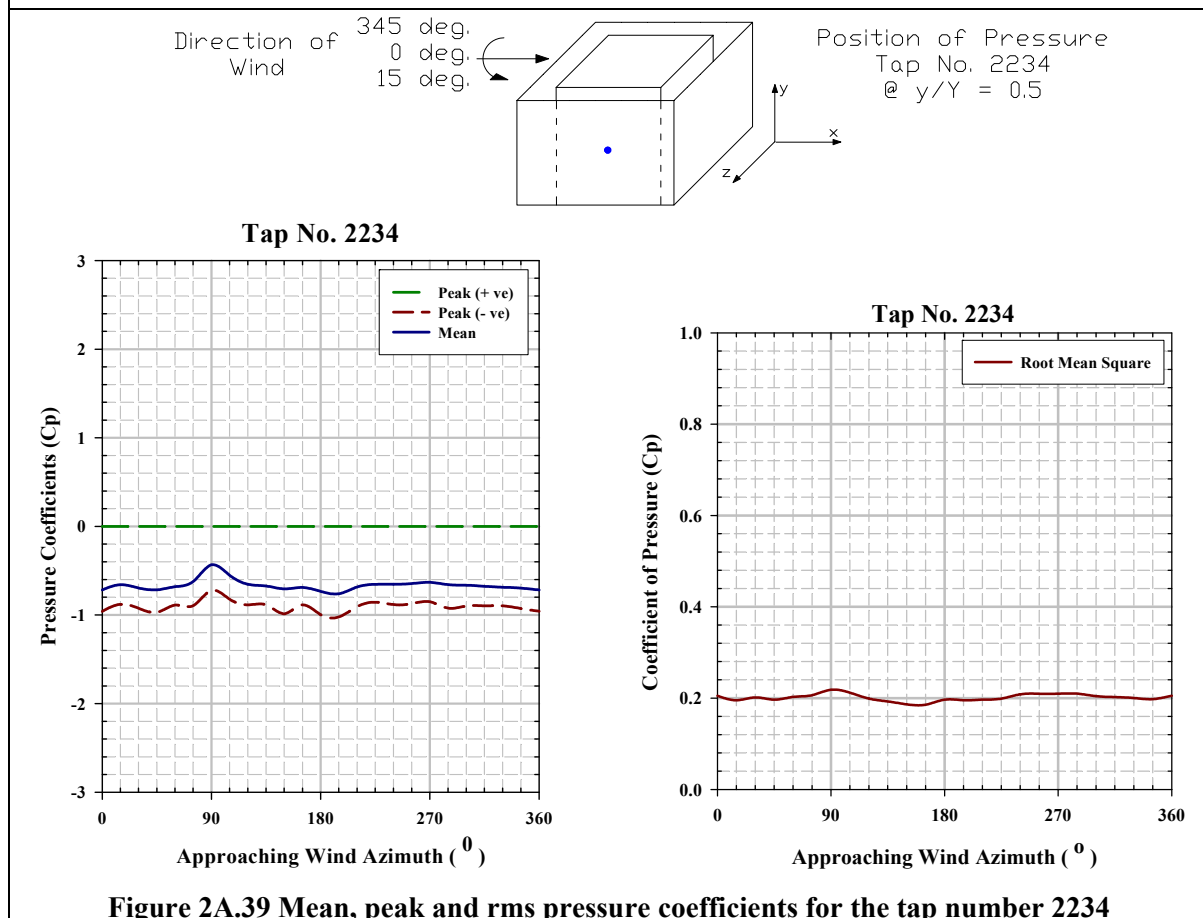 Direction of
Wind
345 deg.
0 deg.
15 deg.
Position of Pressure
Tap No. 2234
@ y/Y = 0.5
y
x
z
Tap No. 2234
Peak (+ ve)
Peak (- ve)
Mean
Pressure Coefficients (Cp)
3
2
1
0
-1
-2
-3
0 90 180 270 360
Approaching Wind Azimuth ( 0 )
Tap No. 2234
Root Mean Square
Coefficient of Pressure (Cp)
1.0
0.8
0.6
0.4
0.2
0.0
0 90 180 270 360
Approaching Wind Azimuth ( o )
Figure 2A.39 Mean, peak and rms pressure coefficients for the tap number 2234